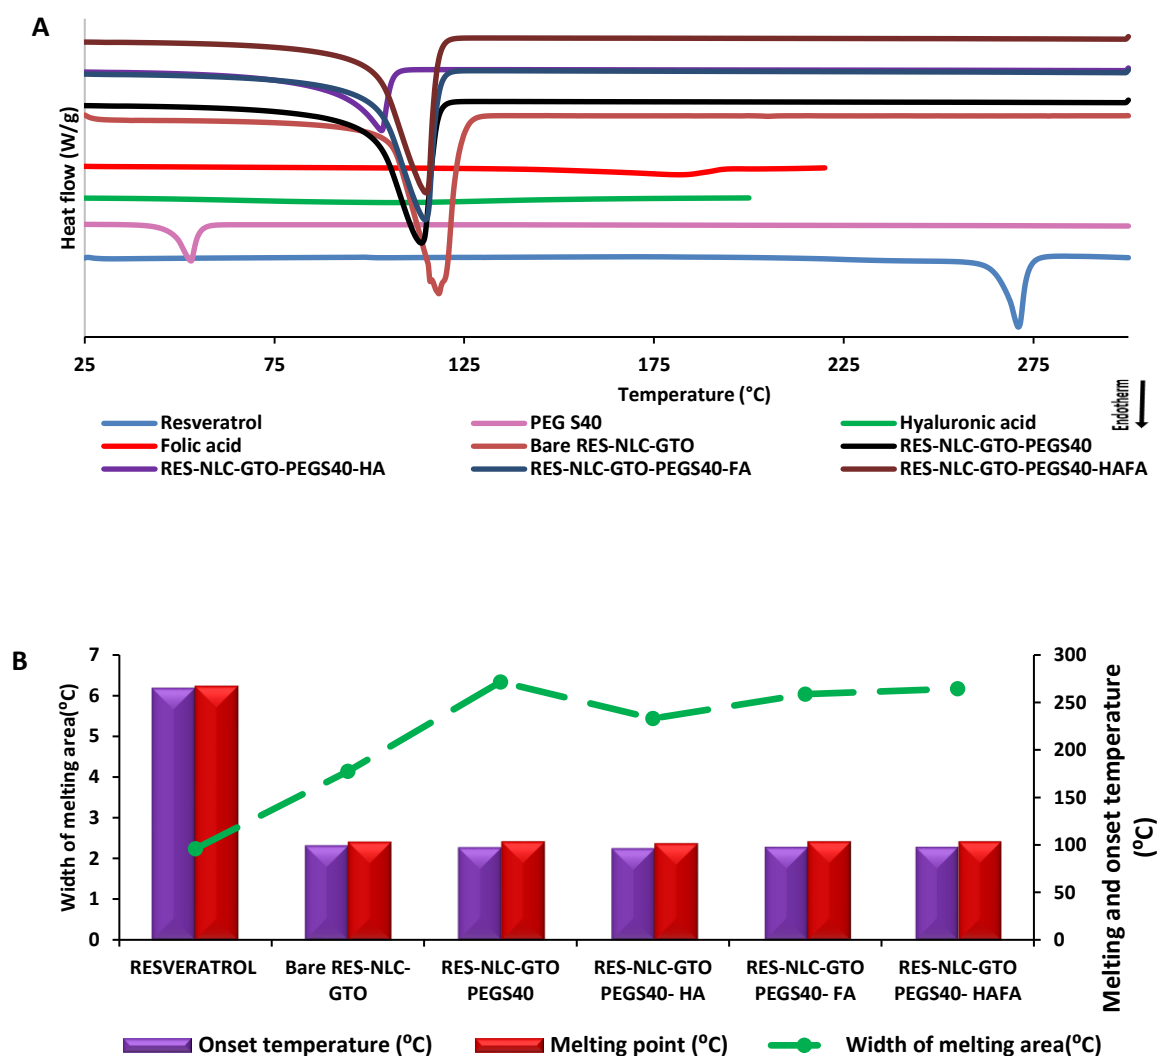 A
Heat flow (W/g)
25 75 125 175 225 275
Temperature (°C)
Endotherm
Resveratrol PEG S40 Hyaluronic acid
Folic acid Bare RES-NLC-GTO RES-NLC-GTO-PEGS40
RES-NLC-GTO-PEGS40-HA RES-NLC-GTO-PEGS40-FA RES-NLC-GTO-PEGS40-HAFA
B
Width of melting area(⁰C)
7
6
5
4
3
2
1
0
300
250
200
150
100
50
0
Melting and onset temperature
(⁰C)
RESVERATROL
Bare RES-NLC-
GTO
RES-NLC-GTO
PEGS40
RES-NLC-GTO
PEGS40- HA
RES-NLC-GTO
PEGS40- FA
RES-NLC-GTO
PEGS40- HAFA
Onset temperature (⁰C) Melting point (⁰C) Width of melting area(⁰C)